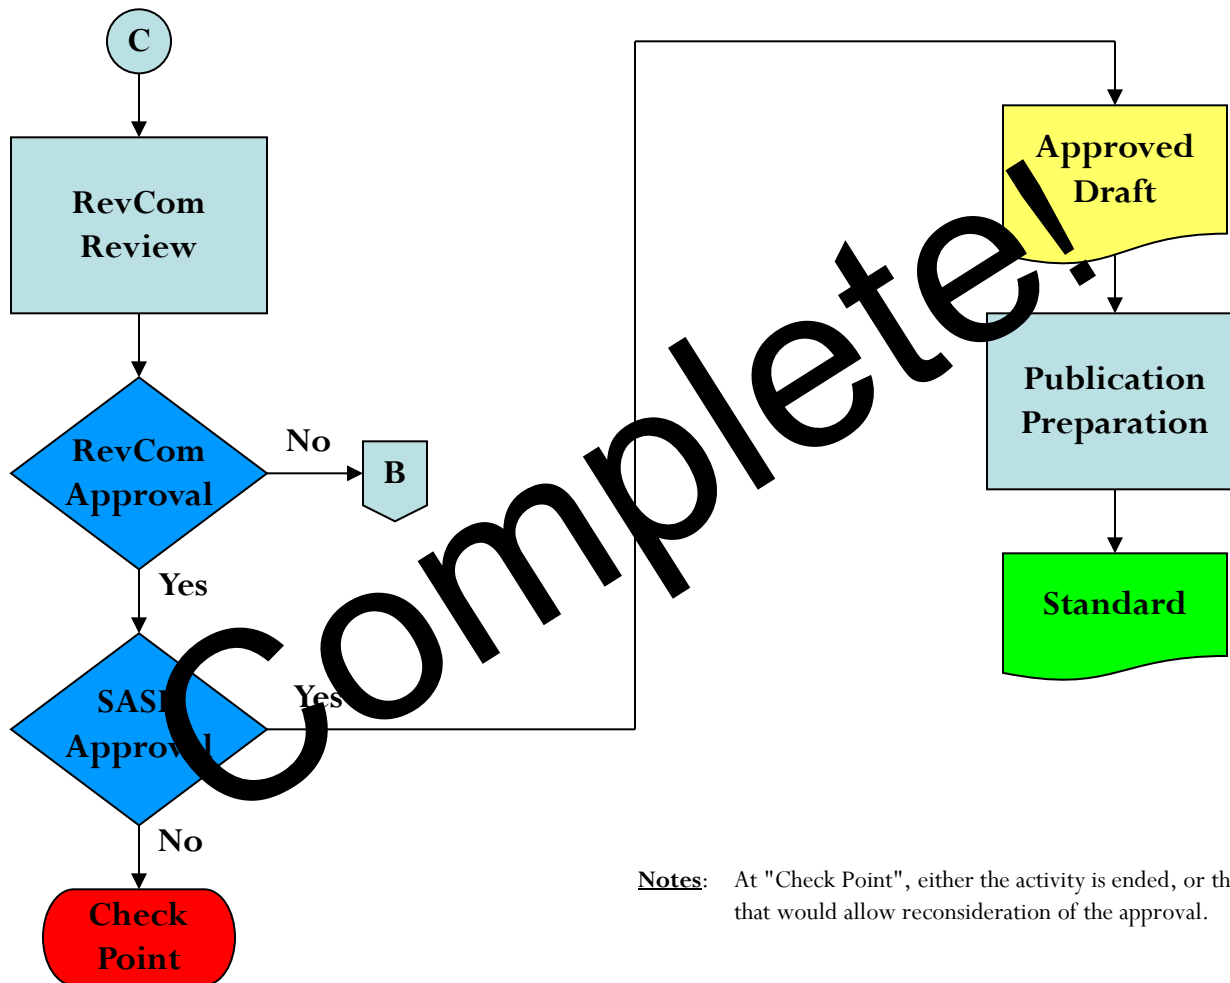 C
RevCom
Review
RevCom
Approval
No
B
Yes
Approval
Yes
No
Check
Point
Complete!
Approved
Draft
Publication
Preparation
Standard
Notes: At "Check Point", either the activity is ended, or th
that would allow reconsideration of the approval.